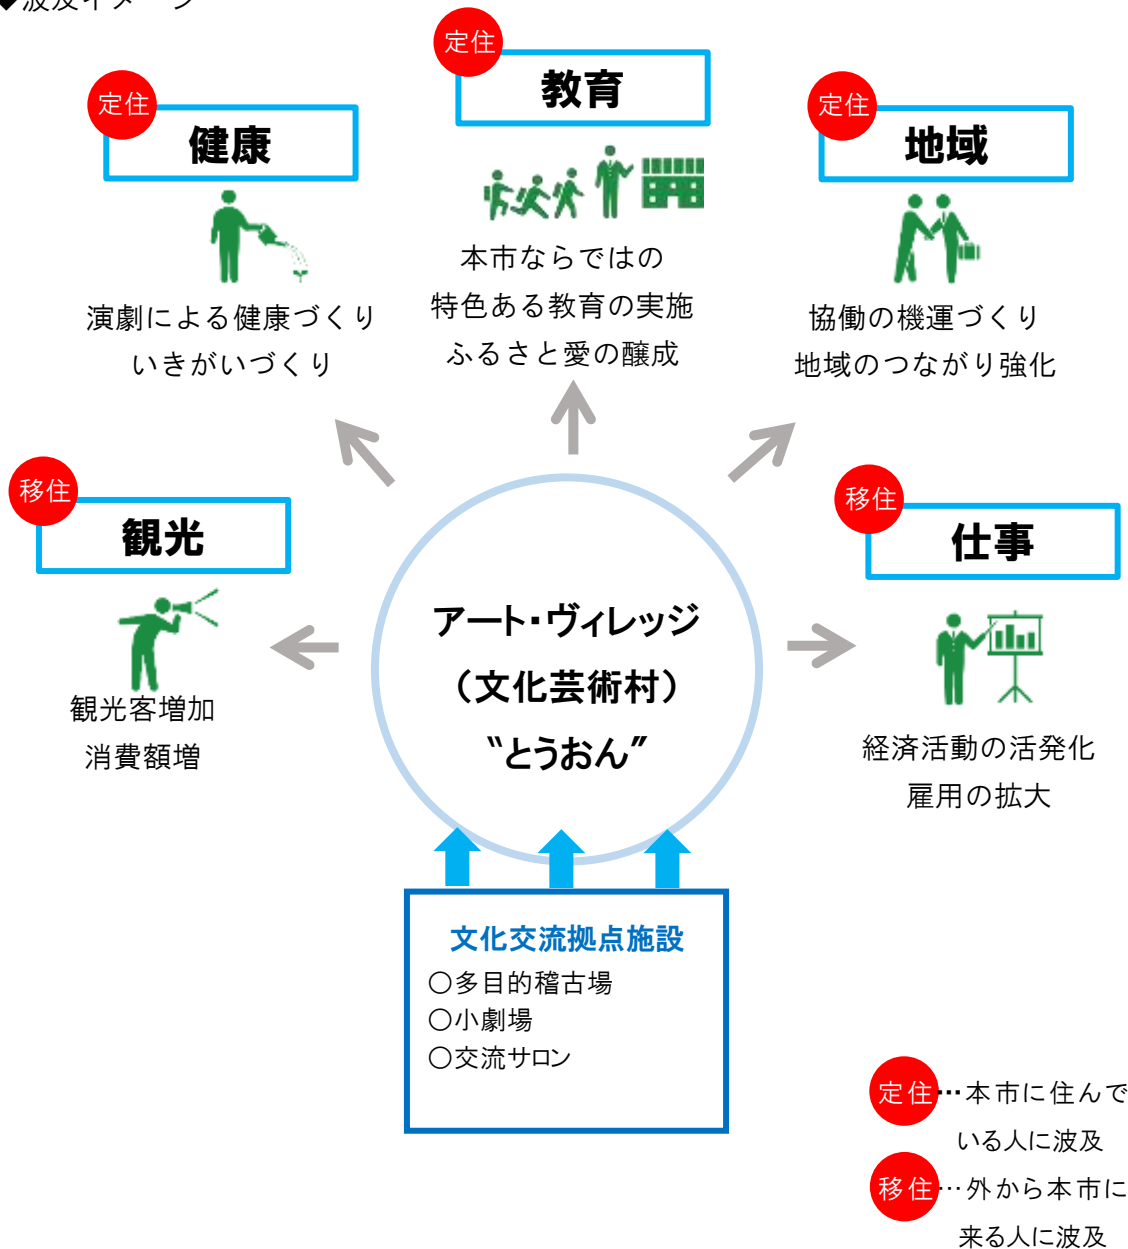 ◆波及イメージ
定住
教育
本市ならではの
特色ある教育の実施
ふるさと愛の醸成
定住
健康
演劇による健康づくり
いきがいづくり
定住
地域
協働の機運づくり
地域のつながり強化
移住
観光
観光客増加
消費額増
移住
仕事
経済活動の活発化
雇用の拡大
アート・ヴィレッジ
（文化芸術村）
〝とうおん〟
文化交流拠点施設
○多目的稽古場
○小劇場
○交流サロン
定住…本市に住んで
いる人に波及
移住…外から本市に
来る人に波及